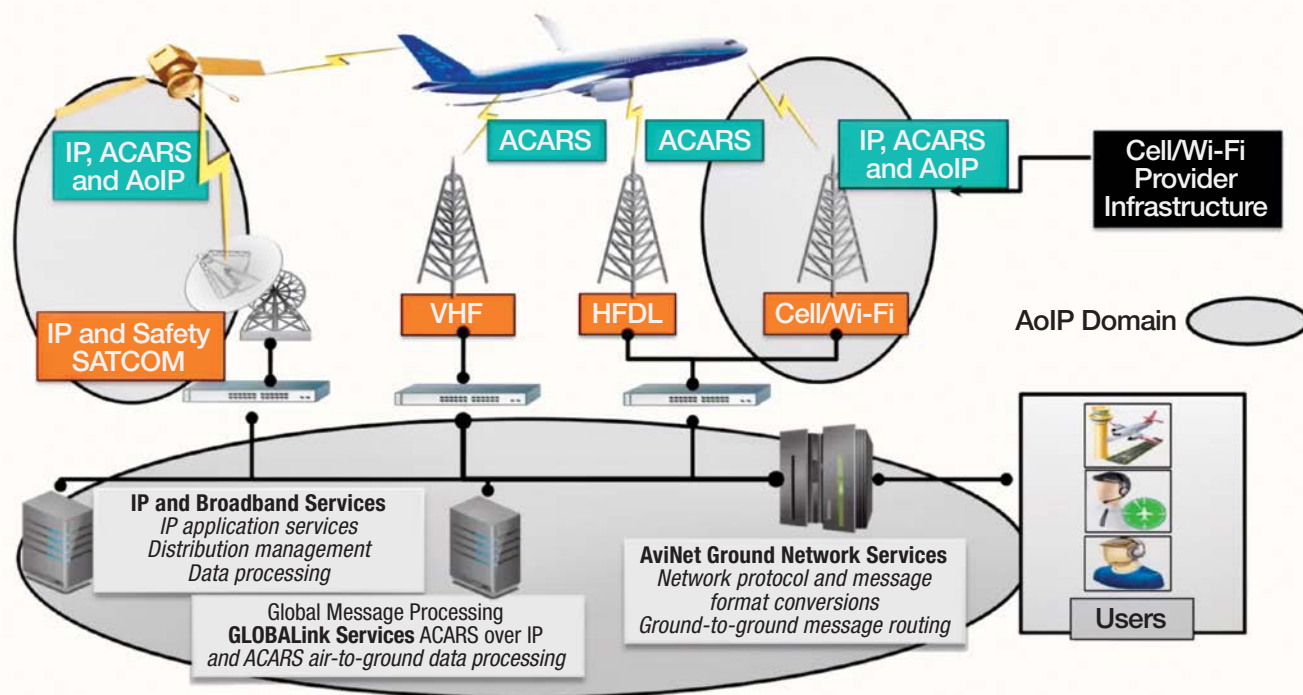 IP, ACARS
and AoIP
ACARS
ACARS
IP, ACARS
and AoIP
Cell/Wi-Fi
Provider
Infrastructure
IP and Safety
SATCOM
VHF
HFDL
Cell/Wi-Fi
AoIP Domain
IP and Broadband Services
IP application services
Distribution management
Data processing
Global Message Processing
GLOBALink Services ACARS over IP
and ACARS air-to-ground data processing
AviNet Ground Network Services
Network protocol and message
format conversions
Ground-to-ground message routing
Users